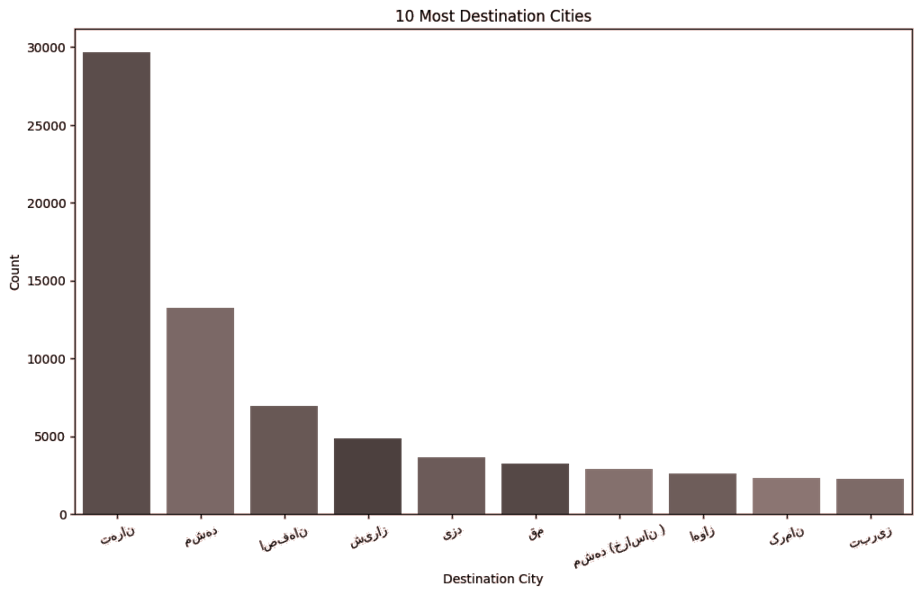 10 Most Destination Cities
Count
30000
25000
20000
15000
10000
5000
0
تهران
مشهد
اصفهان
شیراز
یزد
قم
مشهد (خراسان )
اهواز
کرمان
تبریز
Destination City